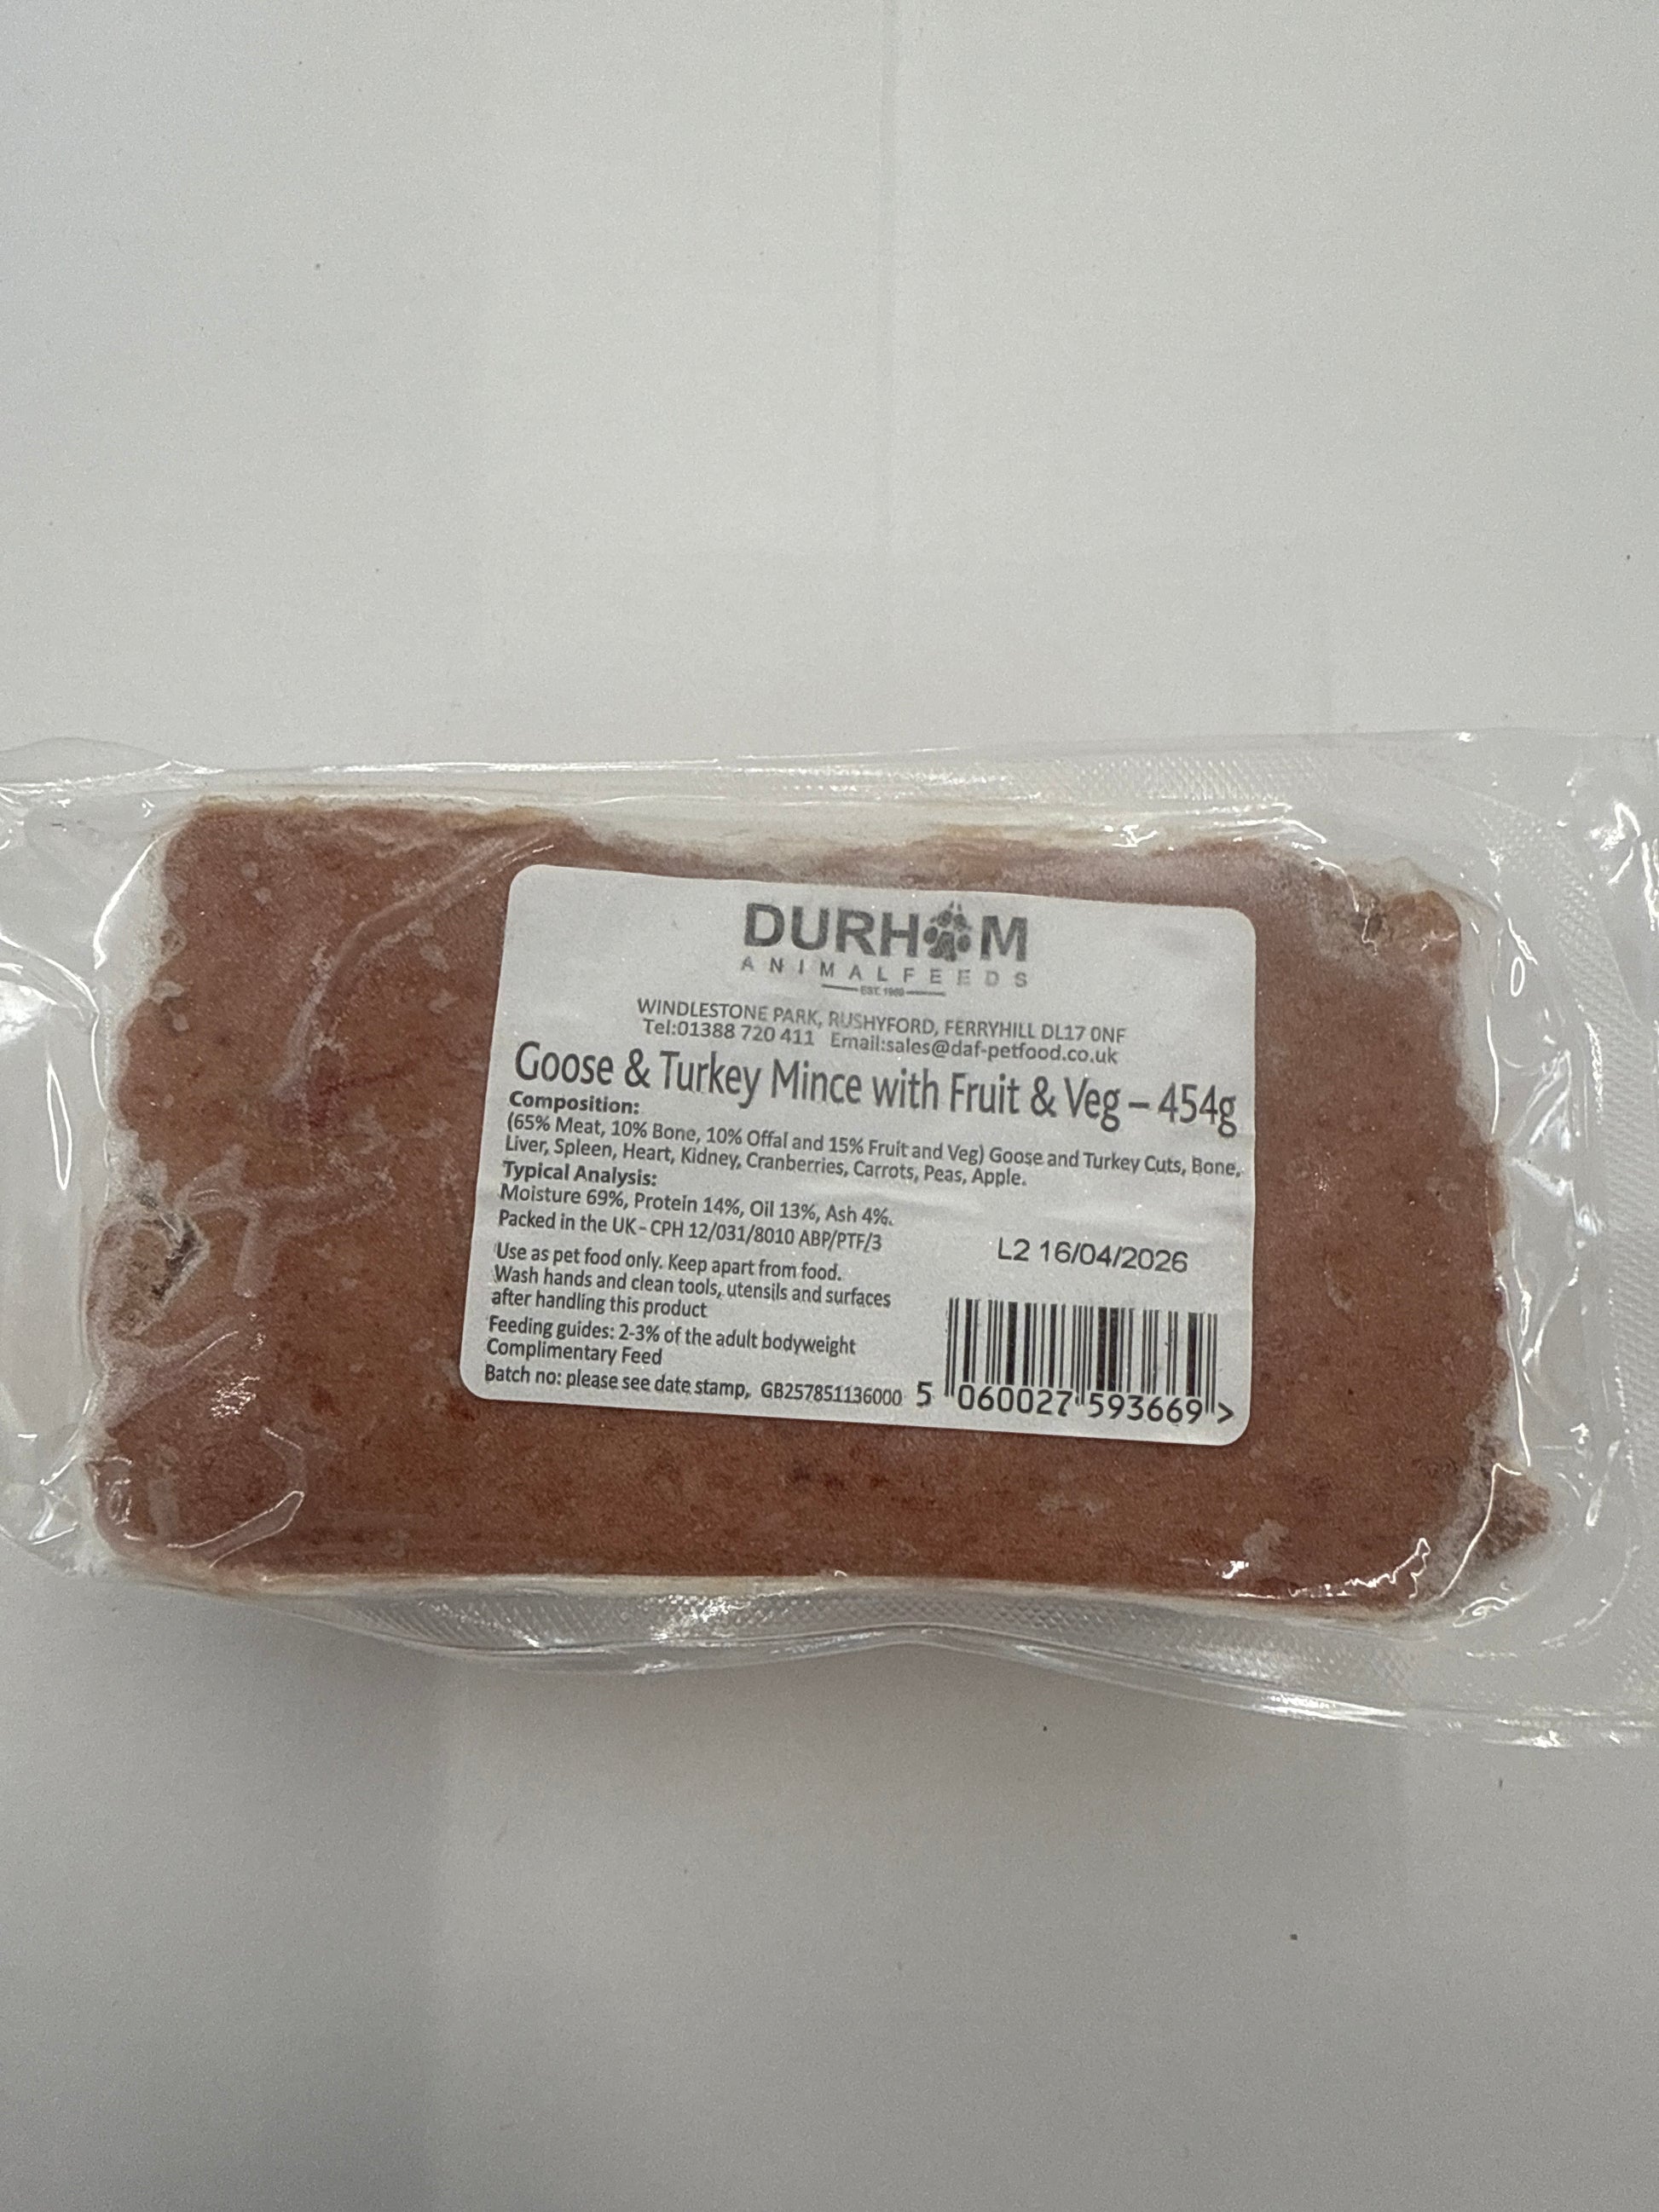 DURHAM
ANIMAL FEEDS
EST. 1969
WINDLESTONE PARK, RUSHYFORD, FERRYHILL DL17 0NF
Tel:01388 720 411 Email:sales@daf-petfood.co.uk
Goose & Turkey Mince with Fruit & Veg – 454g
Composition:
(65% Meat, 10% Bone, 10% Offal and 15% Fruit and Veg) Goose and Turkey Cuts, Bone,
Liver, Spleen, Heart, Kidney, Cranberries, Carrots, Peas, Apple.
Typical Analysis:
Moisture 69%, Protein 14%, Oil 13%, Ash 4%.
Packed in the UK - CPH 12/031/8010 ABP/PTF/3
L2 16/04/2026
Use as pet food only. Keep apart from food.
Wash hands and clean tools, utensils and surfaces
after handling this product
Feeding guides: 2-3% of the adult bodyweight
Complimentary Feed
Batch no: please see date stamp, GB257851136000
5 060027 593669 >